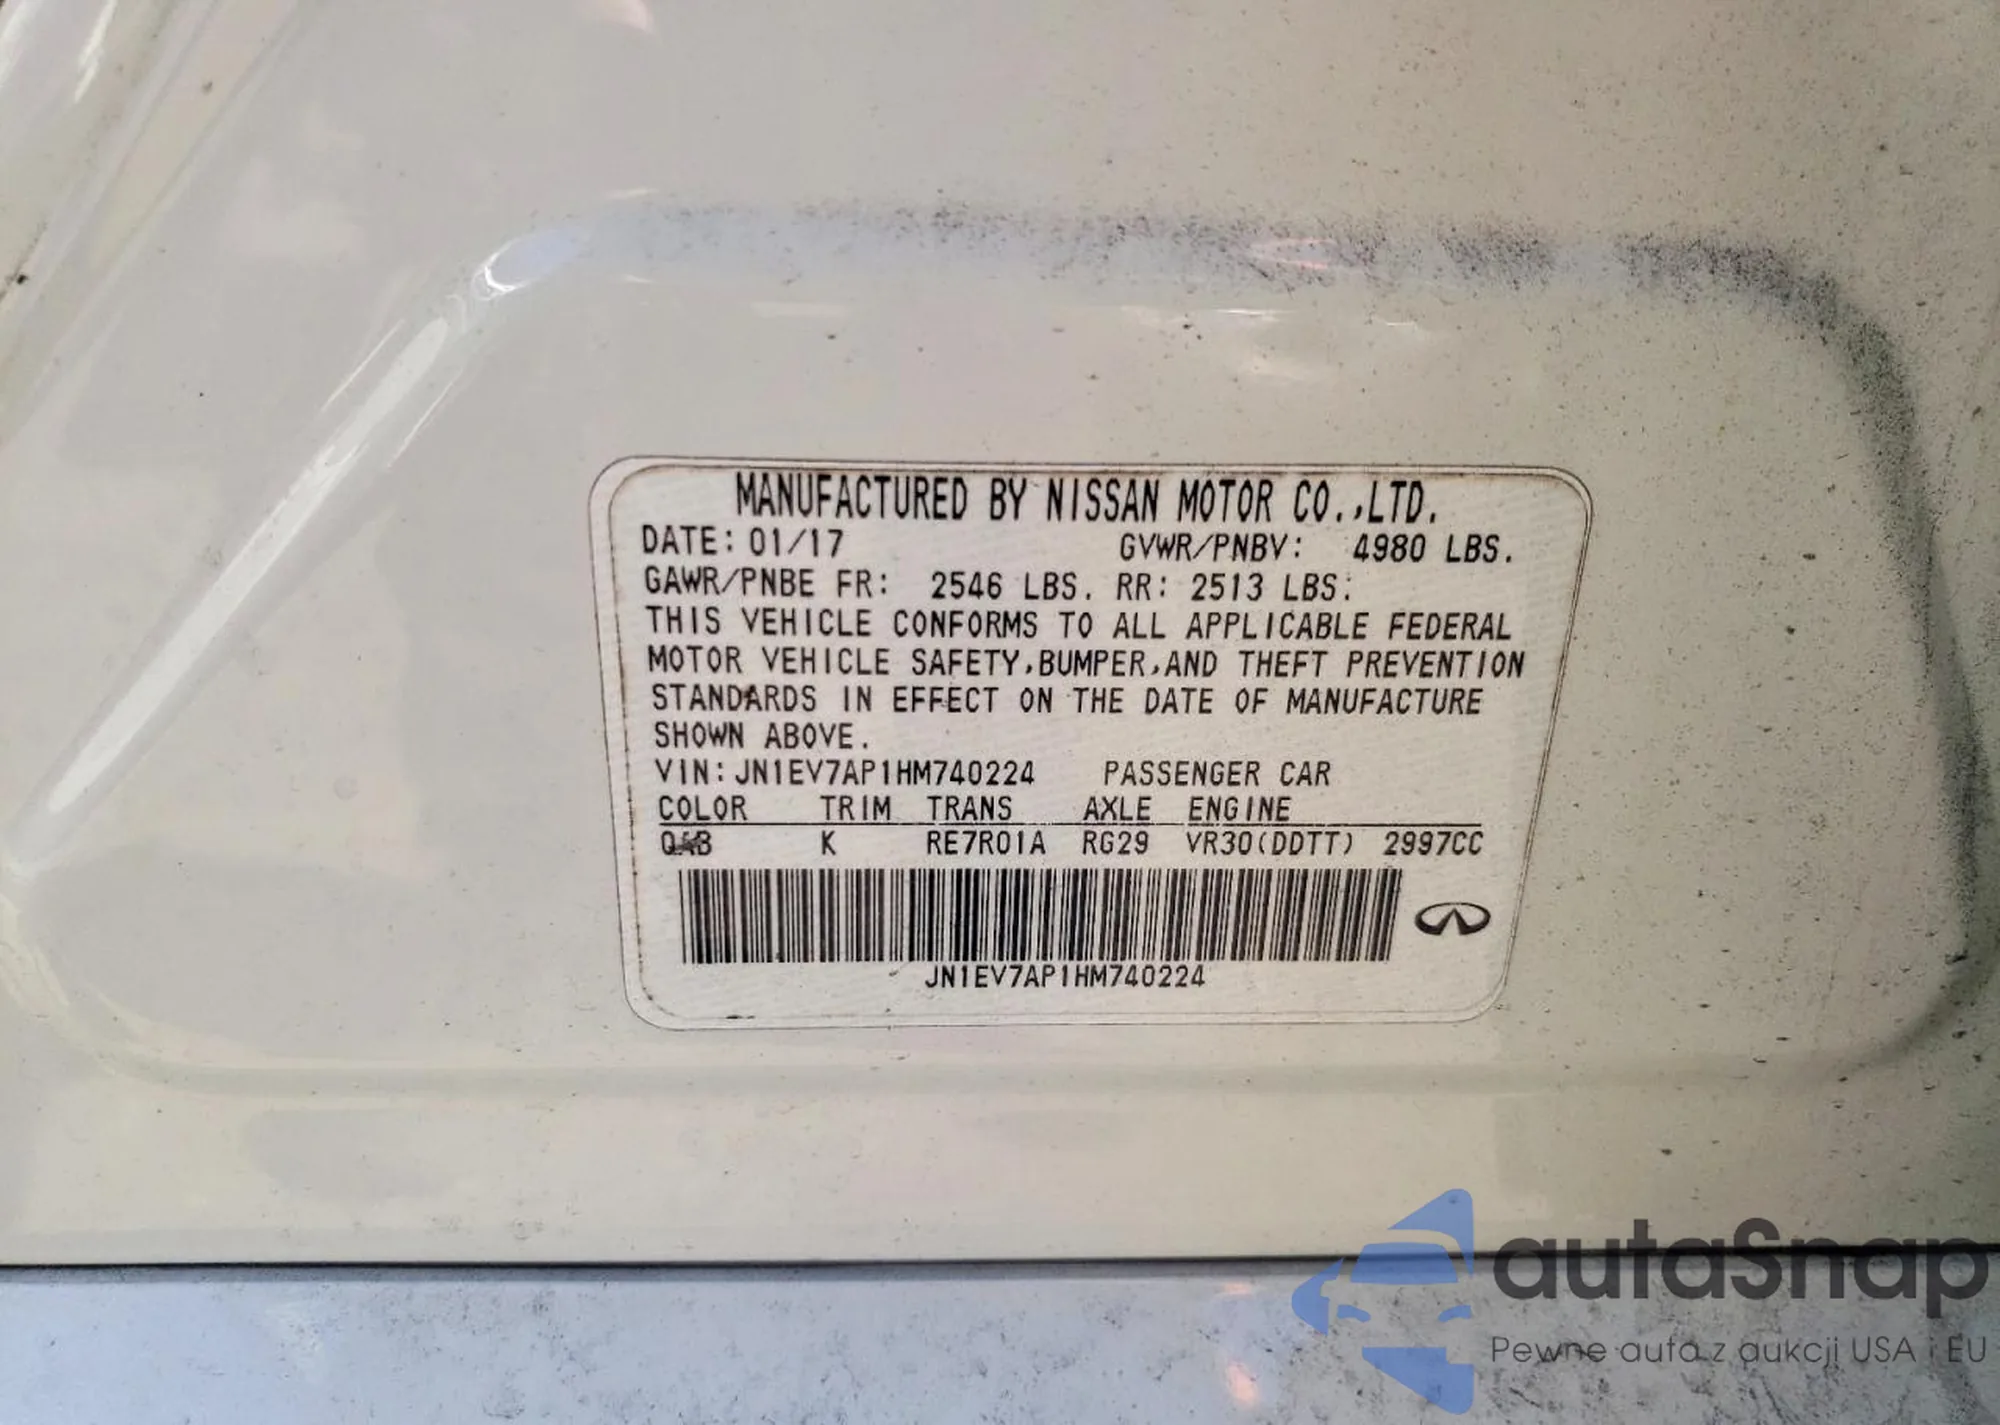 MANUFACTURED BY NISSAN MOTOR CO.,LTD.
DATE: 01/17 GVWR/PNBV: 4980 LBS.
GAWR/PNBE FR: 2546 LBS. RR: 2513 LBS.
THIS VEHICLE CONFORMS TO ALL APPLICABLE FEDERAL
MOTOR VEHICLE SAFETY,BUMPER,AND THEFT PREVENTION
STANDARDS IN EFFECT ON THE DATE OF MANUFACTURE
SHOWN ABOVE.
VIN:JN1EV7AP1HM740224 PASSENGER CAR
COLOR TRIM TRANS AXLE ENGINE
K RE7R01A RG29 VR30(DDTT) 2997CC
JN1EV7AP1HM740224
autaSnap
Pewne auta z aukcji USA i EU